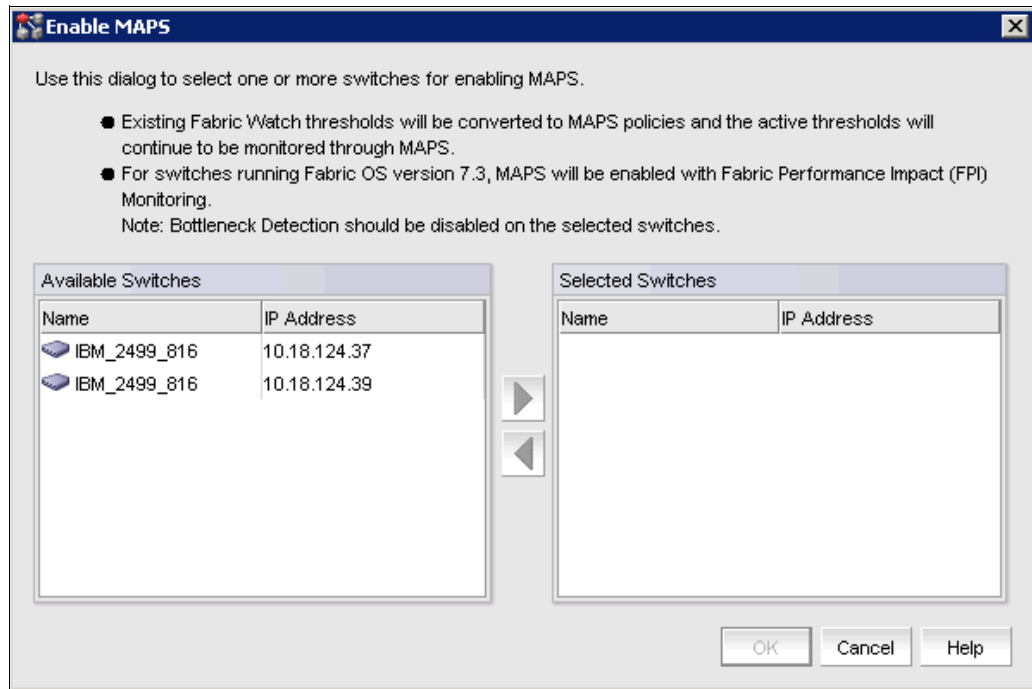 Enable MAPS
Use this dialog to select one or more switches for enabling MAPS.
Existing Fabric Watch thresholds will be converted to MAPS policies and the active thresholds will
continue to be monitored through MAPS.
For switches running Fabric OS version 7.3, MAPS will be enabled with Fabric Performance Impact (FPI)
Monitoring.
Note: Bottleneck Detection should be disabled on the selected switches.
Available Switches
Name IP Address
IBM_2499_816 10.18.124.37
IBM_2499_816 10.18.124.39
Selected Switches
Name IP Address
OK Cancel Help